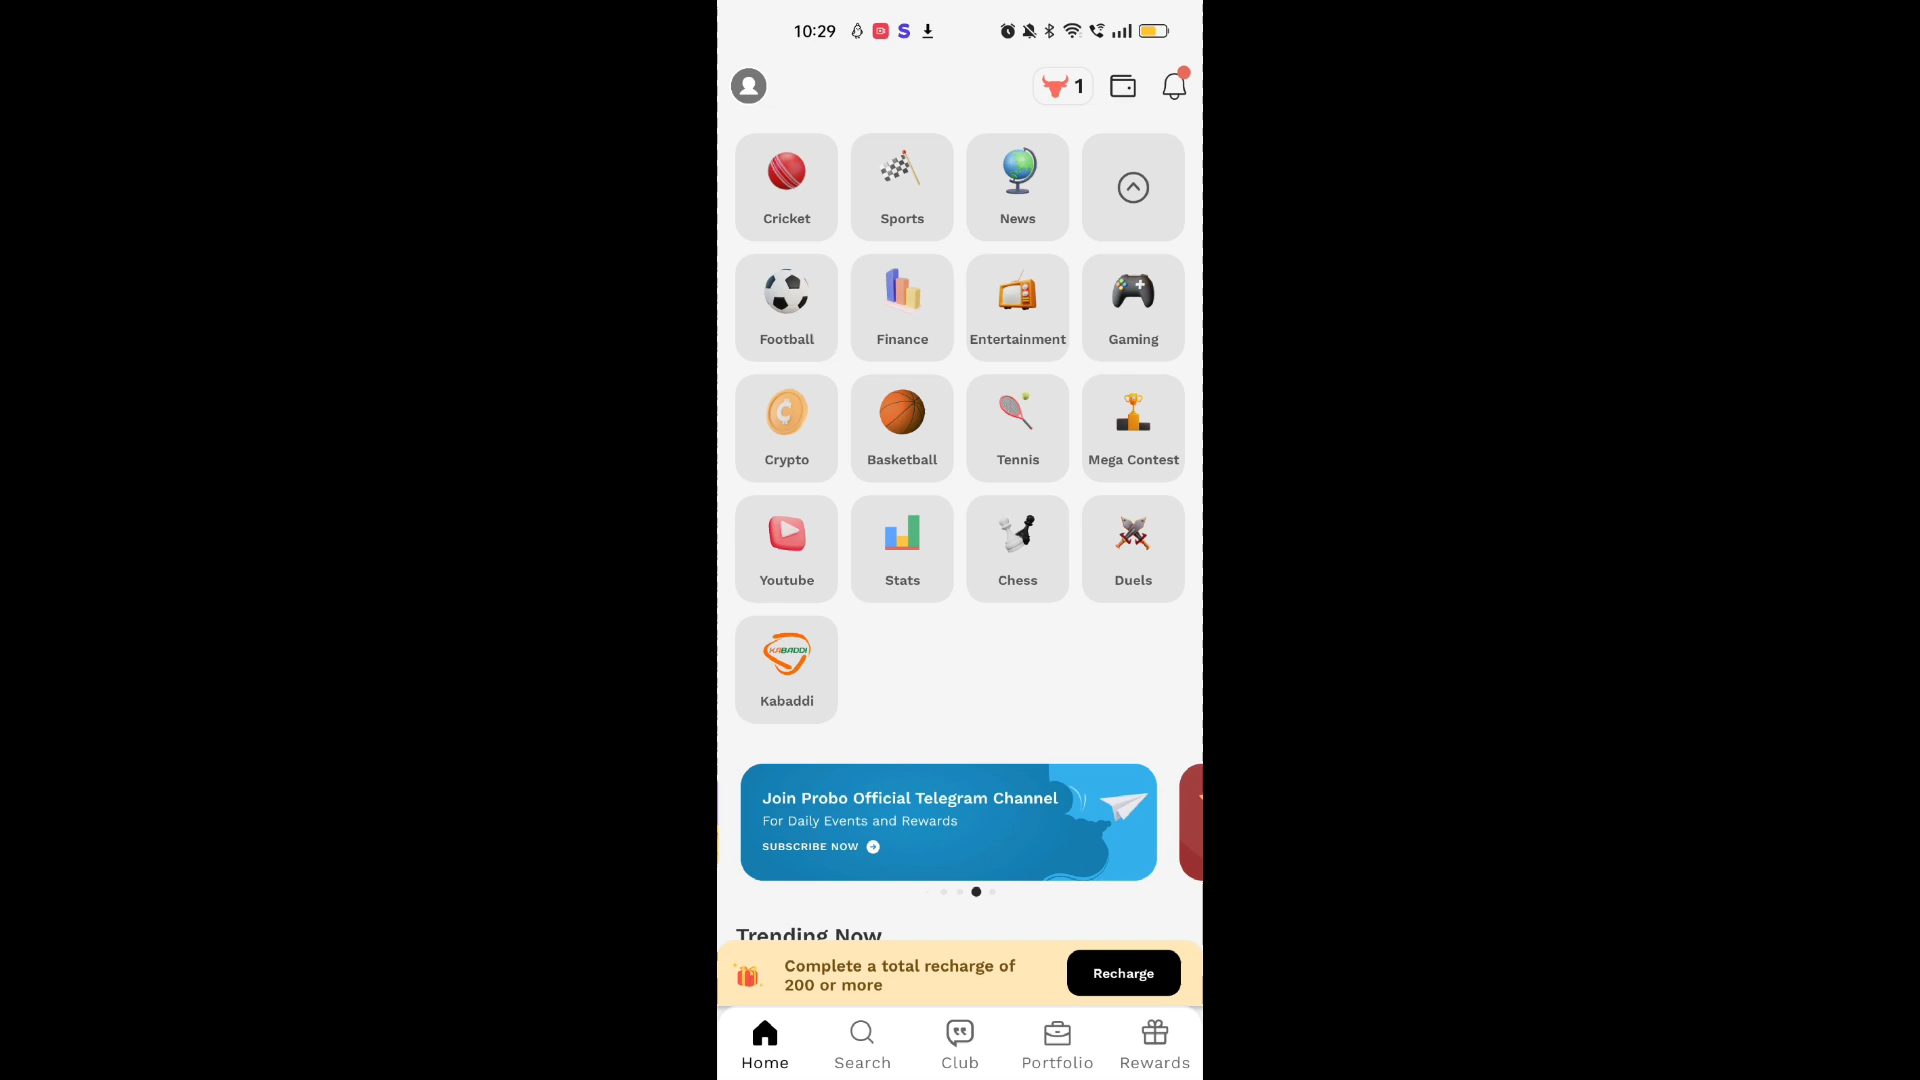 10:29
1
Cricket
Sports
News
Football
Finance
Entertainment
Gaming
Crypto
Basketball
Tennis
Mega Contest
Youtube
Stats
Chess
Duels
KABADDI
Kabaddi
Join Probo Official Telegram Channel
For Daily Events and Rewards
SUBSCRIBE NOW
Trending Now
Complete a total recharge of
200 or more
Recharge
Home
Search
Club
Portfolio
Rewards